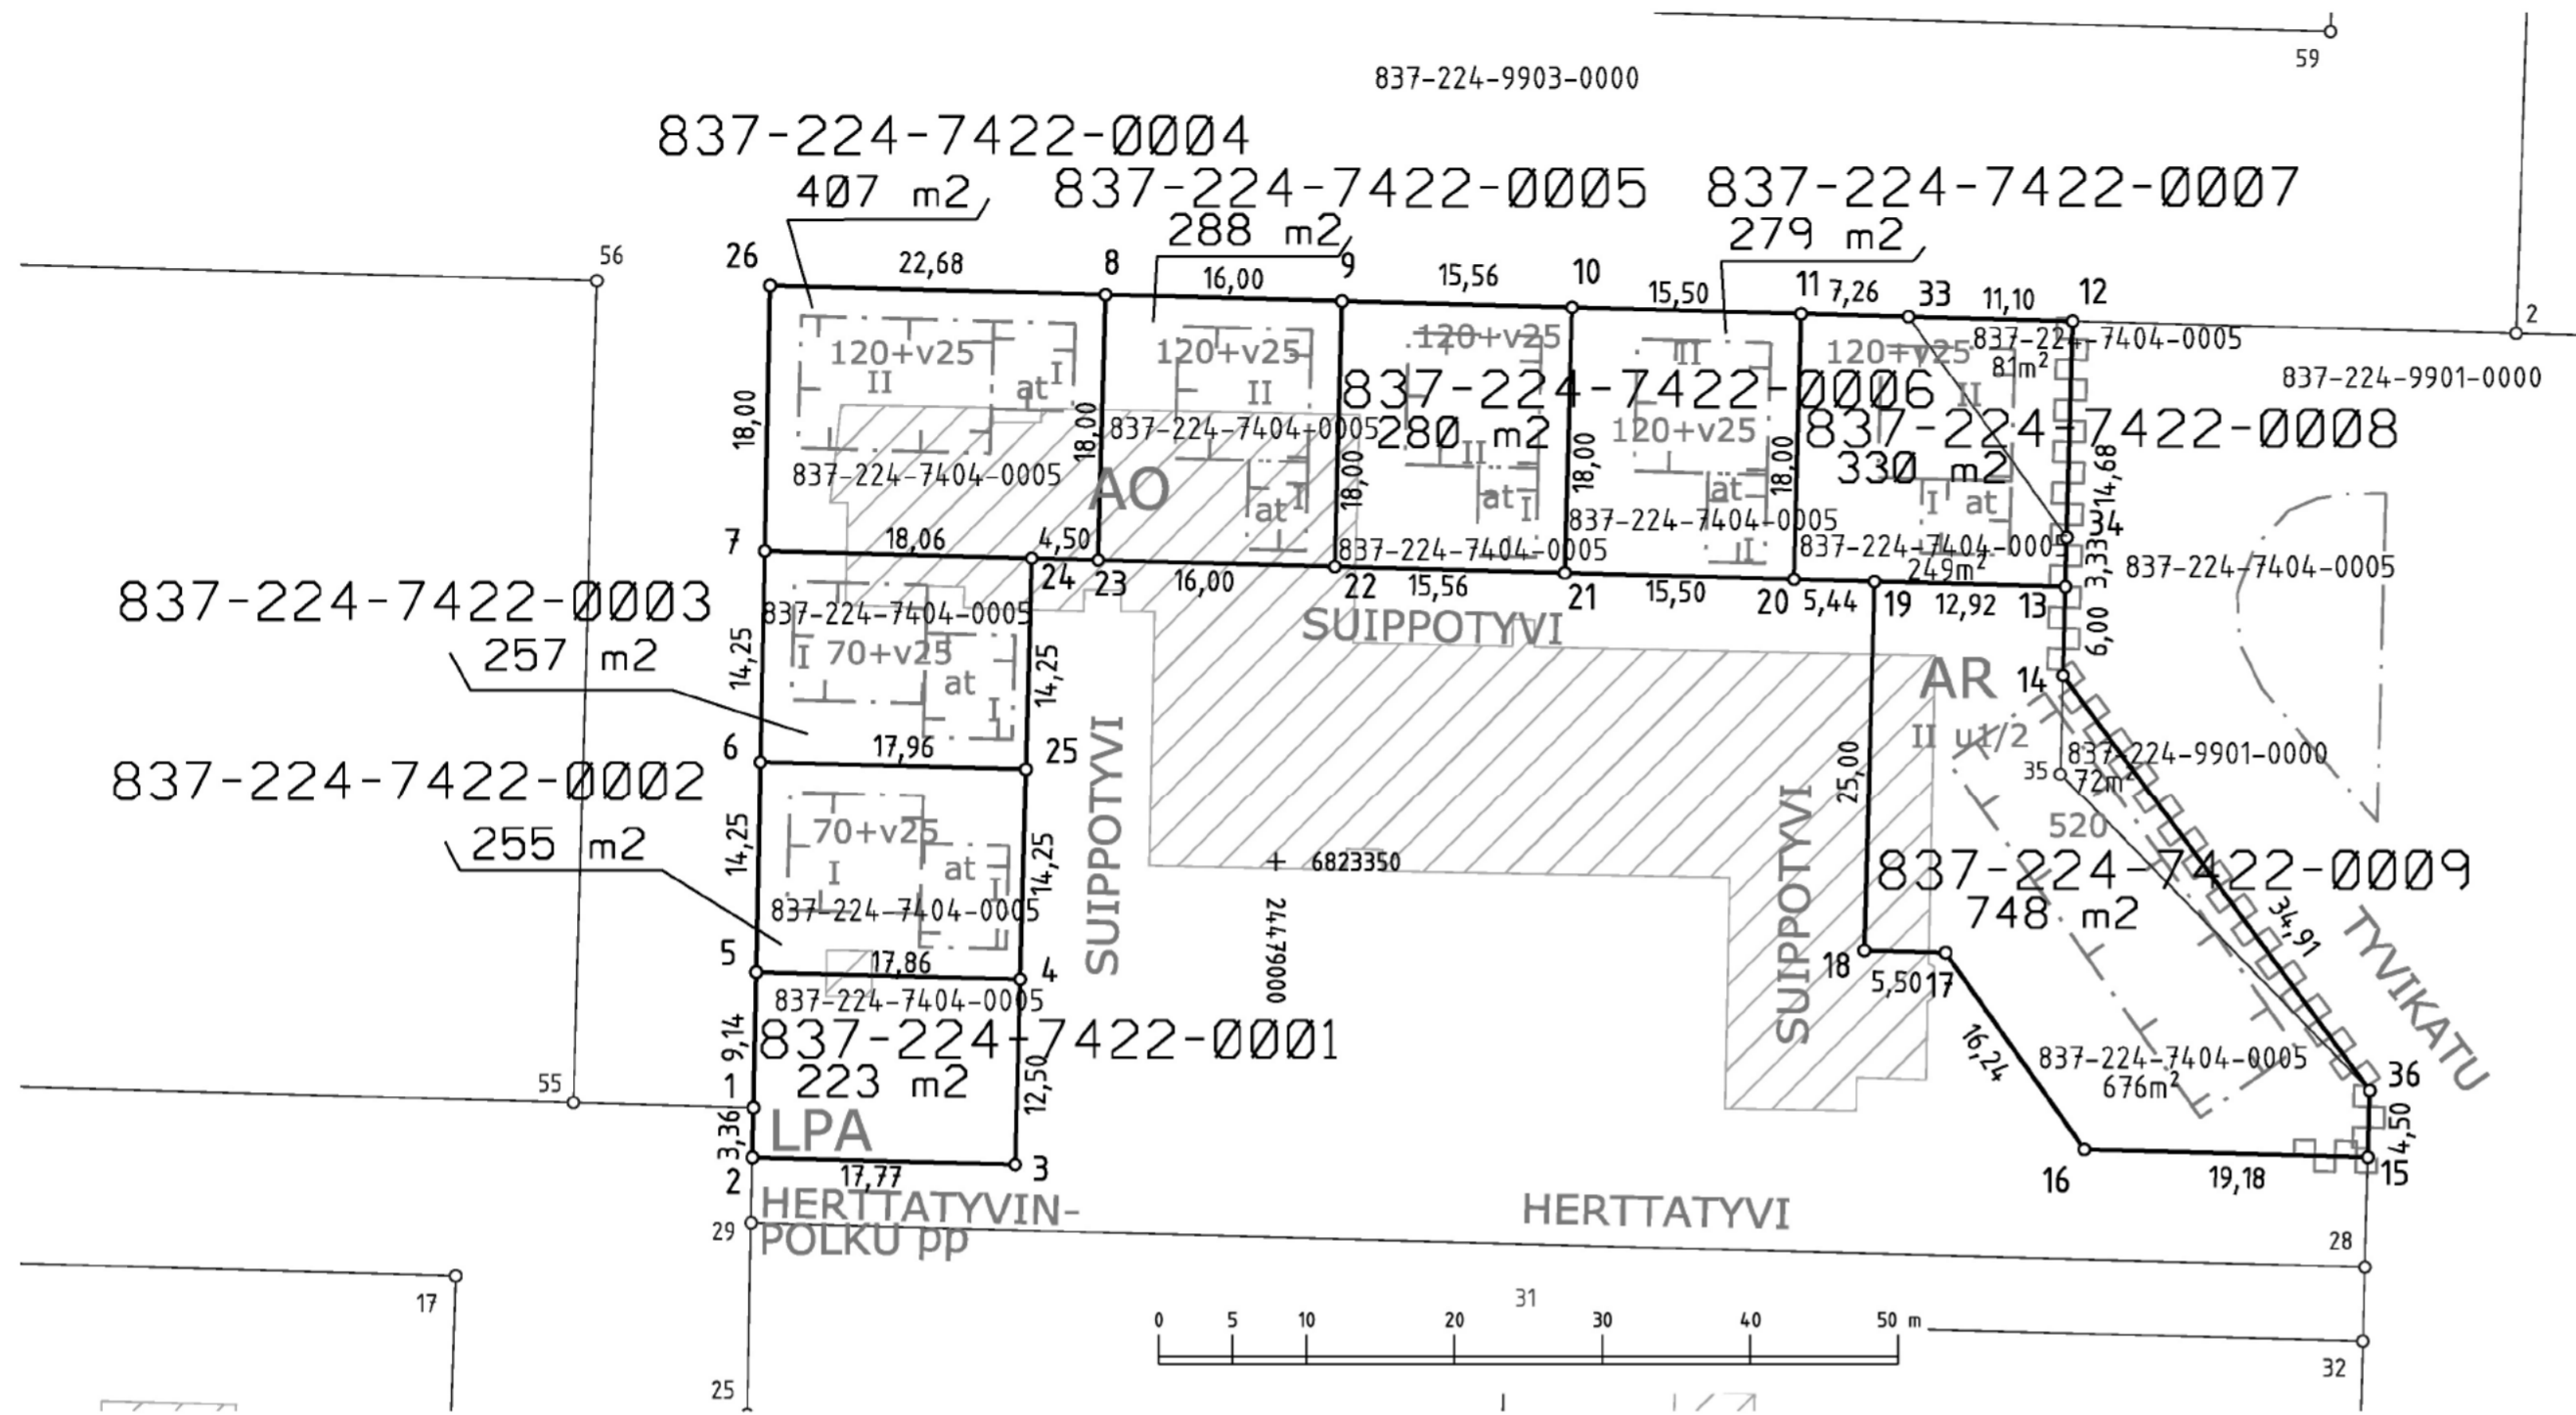 59
837-224-9903-0000
837-224-7422-0004
407 m2
837-224-7422-0005
288 m2
837-224-7422-0007
279 m2
56
26
22,68
8
16,00
9
15,56
10
15,50
11
7,26
33
11,10
12
2
837-224-7404-0005
81m²
837-224-9901-0000
120+v25
II
at
I
120+v25
II
120+v25
II
120+v25
II
837-224-7422-0006
280 m2
837-224-7422-0008
330 m2
18,00
18,00
837-224-7404-0005
18,00
II
at
I
18,00
120+v25
at
I
18,00
I
at
14,68
837-224-7404-0005
AO
at
I
837-224-7404-0005
34
7
18,06
4,50
837-224-7404-0005
837-224-7404-0005
249m²
3,33
837-224-7404-0005
24
23
16,00
22
15,56
21
15,50
20
5,44
19
12,92
13
837-224-7422-0003
257 m2
837-224-7404-0005
SUIPPOTYVI
6,00
14,25
I
70+v25
at
I
14,25
AR
14
II u1/2
6
17,96
25
837-224-9901-0000
35
72m²
837-224-7422-0002
255 m2
14,25
70+v25
I
at
I
14,25
SUIPPOTYVI
25,00
SUIPPOTYVI
520
6823350
24479000
837-224-7422-0009
748 m2
34,91
TYVIKATU
837-224-7404-0005
5
17,86
4
18
5,50
17
837-224-7404-0005
9,14
837-224-7422-0001
223 m2
12,50
16,24
837-224-7404-0005
676m²
36
55
1
3,36
LPA
4,50
2
17,77
3
16
19,18
15
HERTTATYVIN-
POLKU pp
HERTTATYVI
29
28
17
31
0 5 10 20 30 40 50 m
32
25